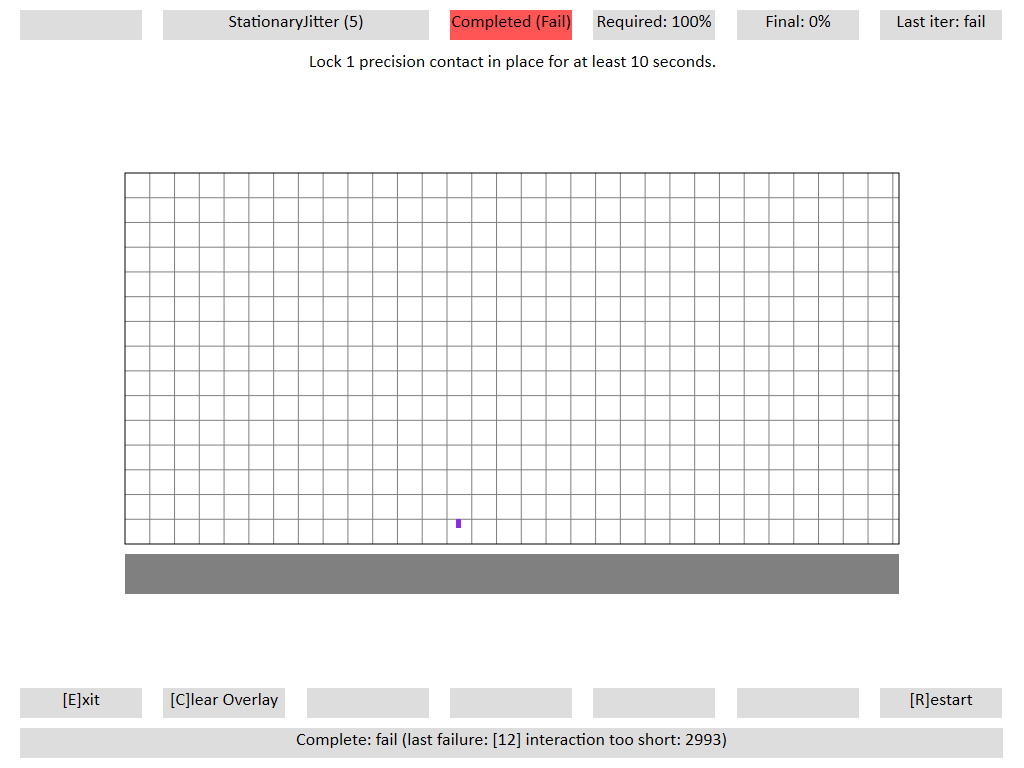 StationaryJitter (5)
Completed (Fail)
Required: 100%
Final: 0%
Last iter: fail
Lock 1 precision contact in place for at least 10 seconds.
[E]xit
[C]lear Overlay
[R]estart
Complete: fail (last failure: [12] interaction too short: 2993)